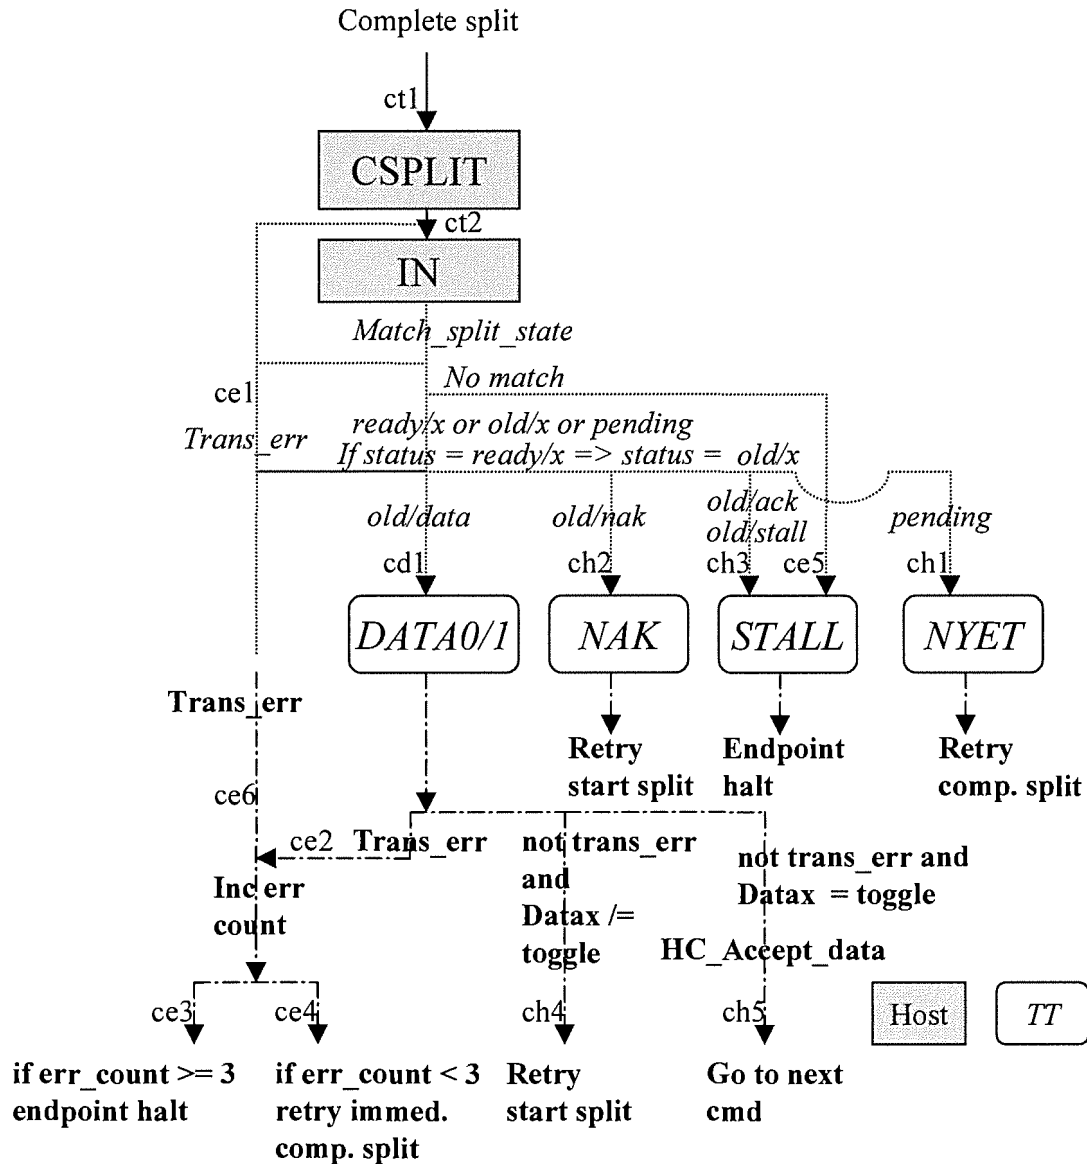 Complete split
ct1
CSPLIT
ct2
IN
Match_split_state
No match
ce1
Trans_err
ready/x or old/x or pending
If status = ready/x => status = old/x
old/data
old/nak
old/ack
old/stall
pending
cd1
ch2
ch3
ce5
ch1
DATA0/1
NAK
STALL
NYET
Trans_err
Retry
start split
Endpoint
halt
Retry
comp. split
ce6
ce2
Trans_err
not trans_err
and
Datax /=
toggle
not trans_err and
Datax = toggle
Inc err
count
HC_Accept_data
ce3
ce4
ch4
ch5
Host
TT
if err_count >= 3
endpoint halt
if err_count < 3
retry immed.
comp. split
Retry
start split
Go to next
cmd